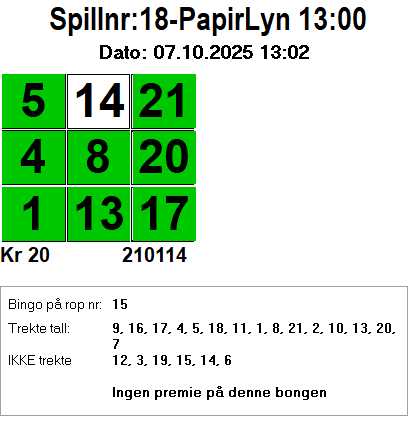 Spillnr:18-PapirLyn 13:00
Dato: 07.10.2025 13:02
5 14 21
4 8 20
1 13 17
Kr 20 210114
Bingo på rop nr: 15
Trekte tall: 9, 16, 17, 4, 5, 18, 11, 1, 8, 21, 2, 10, 13, 20,
7
IKKE trekte 12, 3, 19, 15, 14, 6
Ingen premie på denne bongen